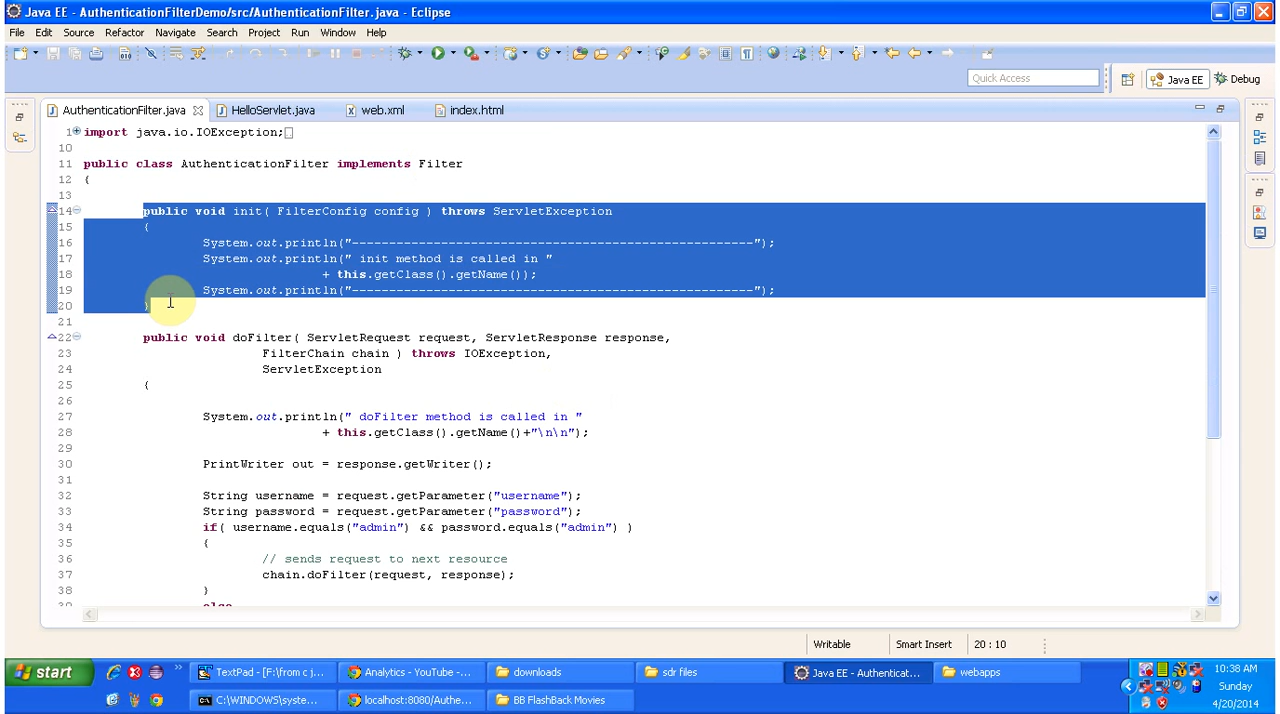 Java EE - AuthenticationFilterDemo/src/AuthenticationFilter.java - Eclipse
File Edit Source Refactor Navigate Search Project Run Window Help
Quick Access
Java EE
Debug
AuthenticationFilter.java
HelloServlet.java
web.xml
index.html
1 import java.io.IOException;
10
11 public class AuthenticationFilter implements Filter
12 {
13
14 public void init( FilterConfig config ) throws ServletException
15 {
16 System.out.println("------------------------------------------------------");
17 System.out.println(" init method is called in "
18 + this.getClass().getName());
19 System.out.println("------------------------------------------------------");
20 }
21
22 public void doFilter( ServletRequest request, ServletResponse response,
23 FilterChain chain ) throws IOException,
24 ServletException
25 {
26
27 System.out.println(" doFilter method is called in "
28 + this.getClass().getName()+"\n\n");
29
30 PrintWriter out = response.getWriter();
31
32 String username = request.getParameter("username");
33 String password = request.getParameter("password");
34 if( username.equals("admin") && password.equals("admin") )
35 {
36 // sends request to next resource
37 chain.doFilter(request, response);
38 }
39 else
Writable
Smart Insert
20 : 10
start
TextPad - [F:\from c j...
Analytics - YouTube -...
downloads
sdr files
Java EE - Authenticat...
webapps
10:38 AM
Sunday
C:\WINDOWS\syste...
localhost:8080/Authe...
BB FlashBack Movies
4/20/2014